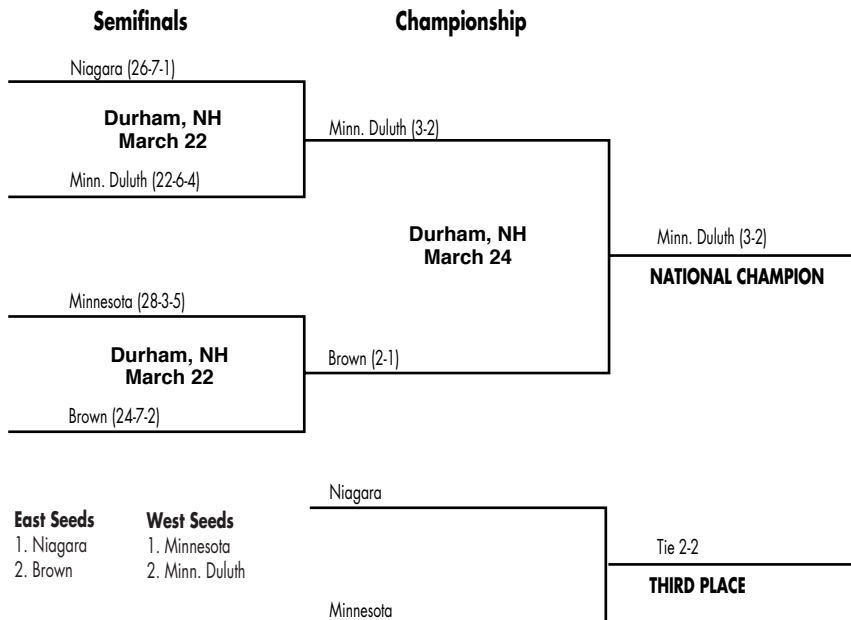 Semifinals
Championship
Niagara (26-7-1)
Durham, NH
March 22
Minn. Duluth (22-6-4)
Minn. Duluth (3-2)
Durham, NH
March 24
Minn. Duluth (3-2)
NATIONAL CHAMPION
Minnesota (28-3-5)
Durham, NH
March 22
Brown (24-7-2)
Brown (2-1)
East Seeds
1. Niagara
2. Brown
West Seeds
1. Minnesota
2. Minn. Duluth
Niagara
Tie 2-2
THIRD PLACE
Minnesota